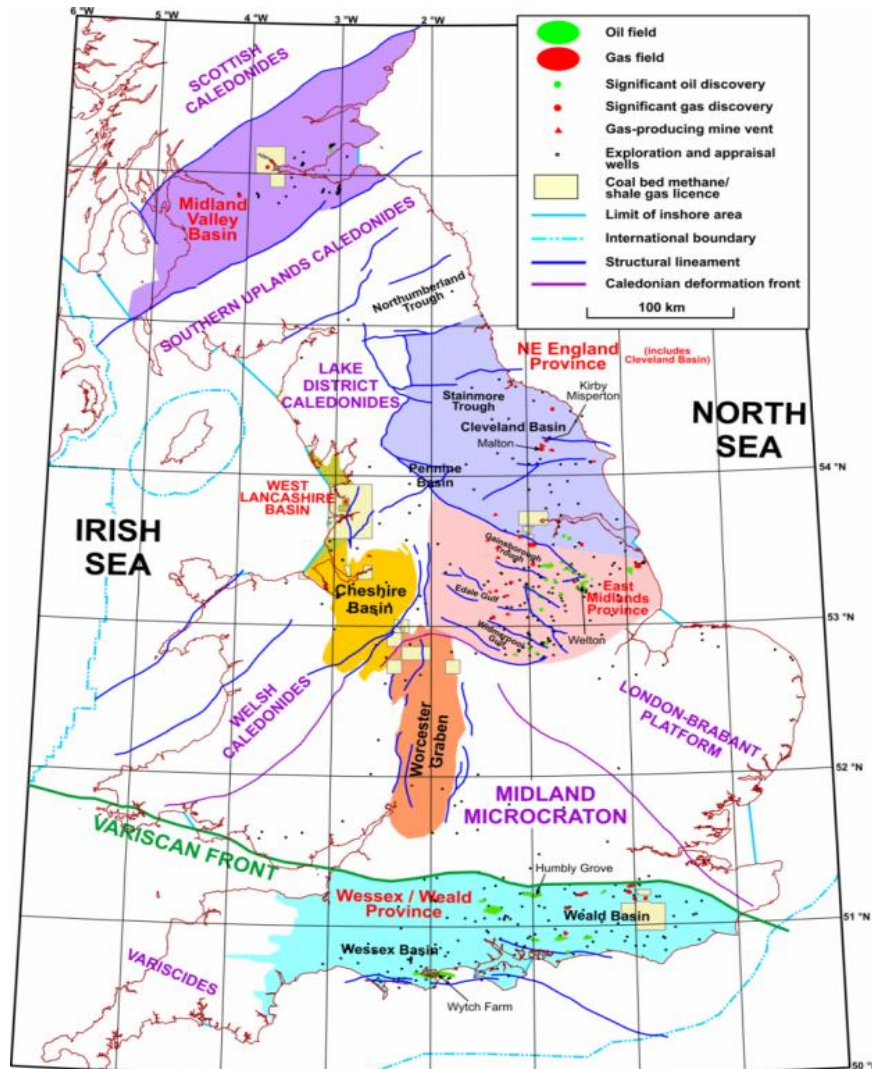 6 °W
4 °W
3°W
2°W
Oil field
Gas field
Significant oil discovery
Significant gas discovery
Gas-producing mine vent
Exploration and appraisal
wells
Coal bed methane/
shale gas licence
Limit of inshore area
International boundary
Structural lineament
Caledonian deformation front
100 km
SCOTTISH
CALEDONIDES
Midland
Valley
Basin
SOUTHERN UPLANDS CALEDONIDES
Northumberland
Trough
NE England
Province
(includes
Cleveland Basin)
LAKE
DISTRICT
CALEDONIDES
Stainmore
Trough
Kirby
Misperton
Cleveland Basin
Malton
NORTH
SEA
54 °N
Pennine
Basin
WEST
LANCASHIRE
BASIN
IRISH
SEA
Gainsborough
Trough
East
Midlands
Province
Edale Gulf
Cheshire
Basin
Widmerpool
Gulf
Welton
53 °N
WELSH
CALEDONIDES
LONDON-BRABANT
PLATFORM
Worcester
Graben
52 °N
MIDLAND
MICROCRATON
VARISCAN FRONT
Humbly Grove
Wessex / Weald
Province
Weald Basin
51 °N
Wessex Basin
VARISCIDES
Wytch Farm
50 °N